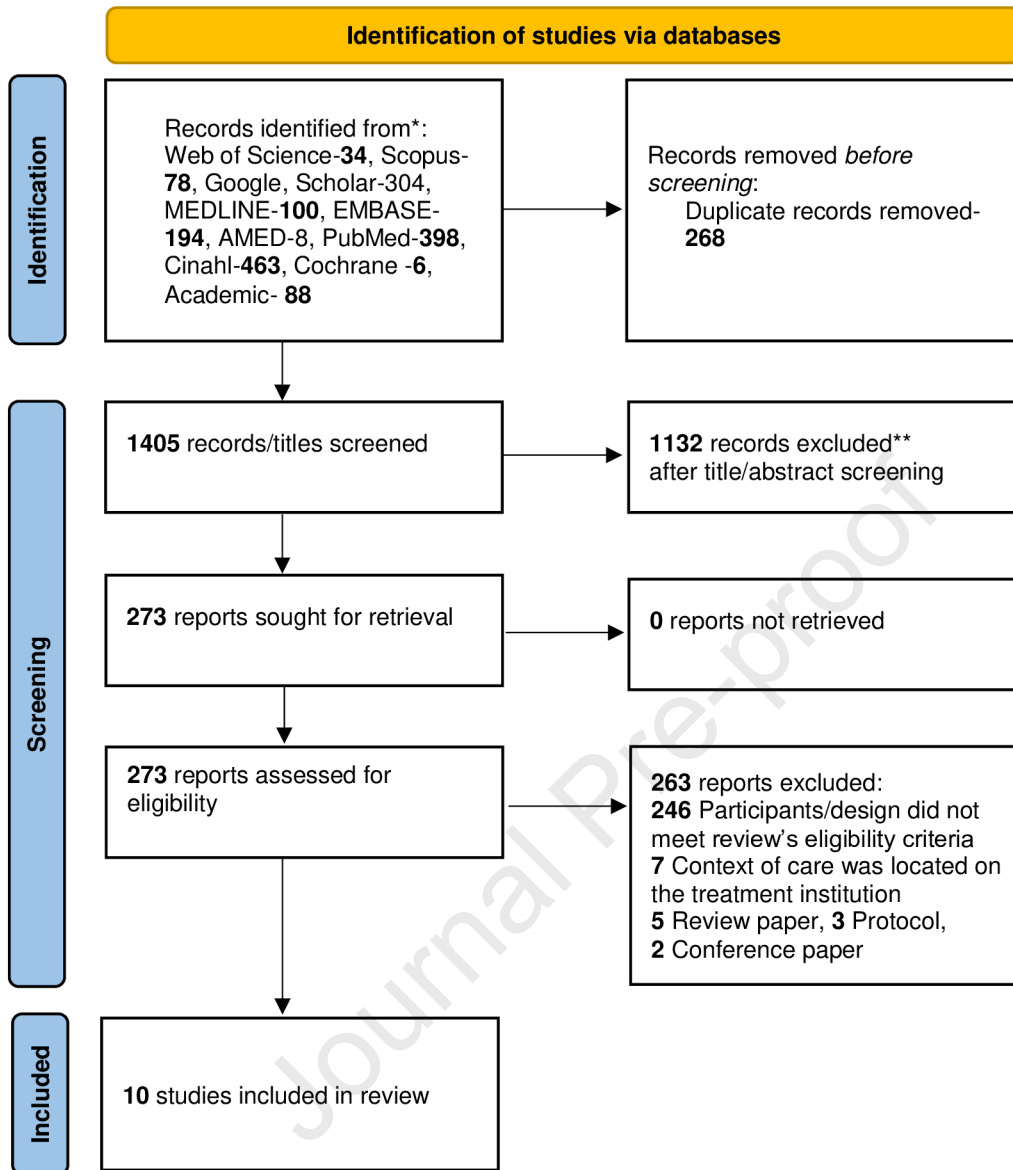 Identification of studies via databases
Identification
Records identified from*:
Web of Science-34, Scopus-
78, Google, Scholar-304,
MEDLINE-100, EMBASE-
194, AMED-8, PubMed-398,
Cinahl-463, Cochrane -6,
Academic- 88
Records removed before
screening:
Duplicate records removed-
268
Screening
1405 records/titles screened
1132 records excluded**
after title/abstract screening
273 reports sought for retrieval
0 reports not retrieved
273 reports assessed for
eligibility
263 reports excluded:
246 Participants/design did not
meet review’s eligibility criteria
7 Context of care was located on
the treatment institution
5 Review paper, 3 Protocol,
2 Conference paper
Included
10 studies included in review
Journal Pre-proof